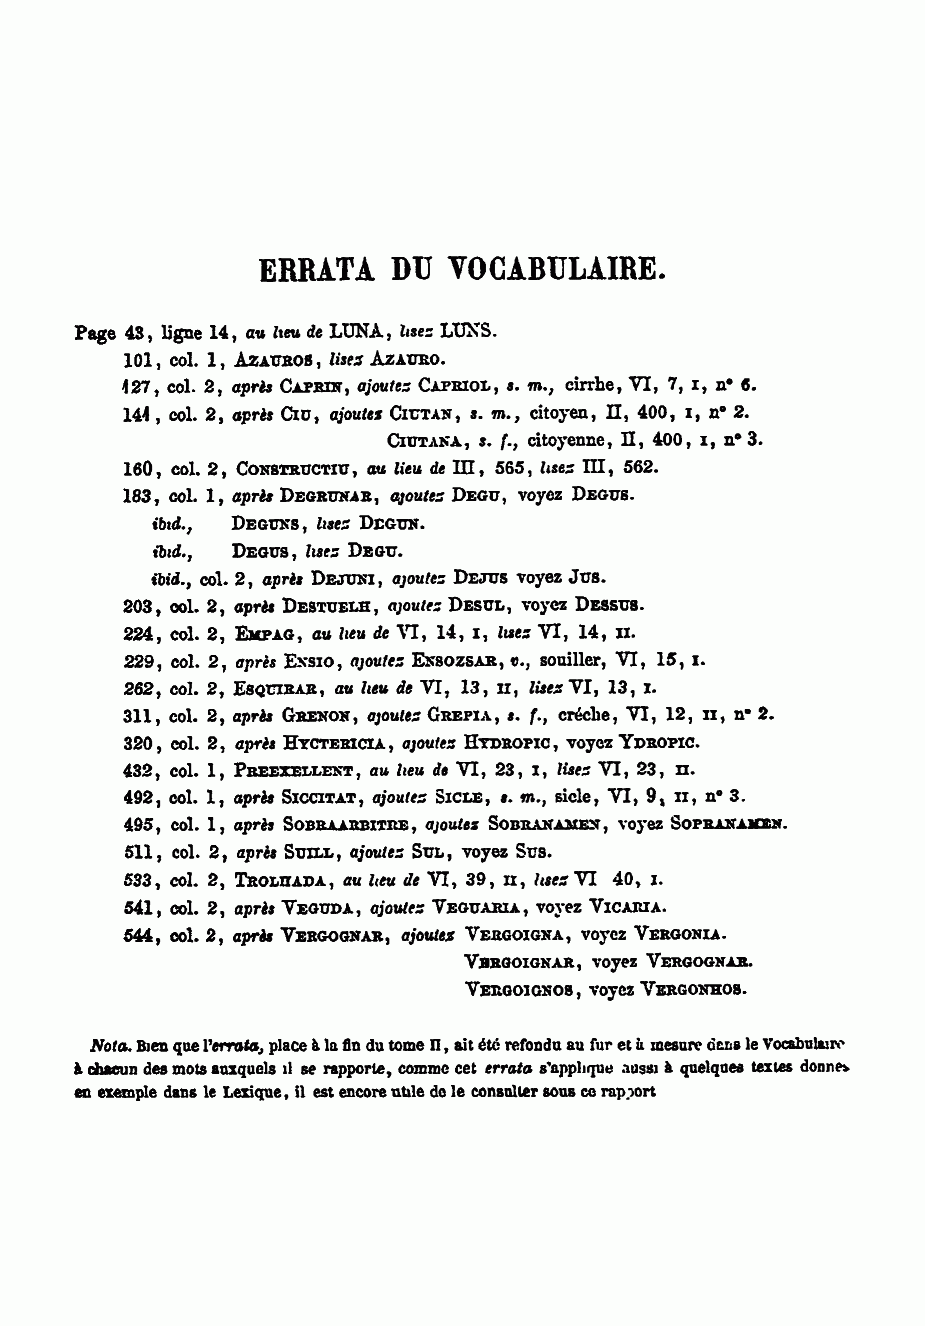 ERRATA DU VOCABULAIRE.
Page 43, ligne 14, au lieu de LUNA, lisez LUNS.
101, col. 1, AZAUROS, lisez AZAURO.
127, col. 2, après CAPRIN, ajoutez CAPRIOL, s. m., cirrhe, VI, 7, I, n° 6.
141, col. 2, après CIU, ajoutez CIUTAN, s. m., citoyen, II, 400, I, n° 2.
CIUTANA, s. f., citoyenne, II, 400, I, n° 3.
160, col. 2, CONSTRUCTIU, au lieu de III, 565, lisez III, 562.
183, col. 1, après DEGRUNAR, ajoutez DEGU, voyez DEGUS.
ibid., DEGUNS, lisez DEGUN.
ibid., DEGUS, lisez DEGU.
ibid., col. 2, après DEJUNI, ajoutez DEJUS voyez JUS.
203, col. 2, après DESTUELH, ajoutez DESUL, voyez DESSUS.
224, col. 2, EMPAG, au lieu de VI, 14, I, lisez VI, 14, II.
229, col. 2, après ENSIO, ajoutez ENSOZSAR, v., souiller, VI, 15, I.
262, col. 2, ESQUIRAR, au lieu de VI, 13, II, lisez VI, 13, I.
311, col. 2, après GRENON, ajoutez GREPIA, s. f., créche, VI, 12, II, n° 2.
320, col. 2, après HYCTERICIA, ajoutez HYDROPIC, voyez YDROPIC.
432, col. 1, PREEXELLENT, au lieu de VI, 23, I, lisez VI, 23, II.
492, col. 1, après SICCITAT, ajoutez SICLE, s. m., sicle, VI, 9, II, n° 3.
495, col. 1, après SOBRAARBITRE, ajoutez SOBRANAMEN, voyez SOPRANAMEN.
511, col. 2, après SUILL, ajoutez SUL, voyez SUS.
533, col. 2, TROLHADA, au lieu de VI, 39, II, lisez VI 40, I.
541, col. 2, après VEGUDA, ajoutez VEGUARIA, voyez VICARIA.
544, col. 2, après VERGOGNAR, ajoutez VERGOIGNA, voyez VERGONIA.
VERGOIGNAR, voyez VERGOGNAR.
VERGOIGNOS, voyez VERGONHOS.
Nota. Bien que l'errata, place à la fin du tome II, ait été refondu au fur et à mesure dans le Vocabulaire
à chacun des mots auxquels il se rapporte, comme cet errata s'applique aussi à quelques textes donnes
en exemple dans le Lexique, il est encore utile de le consulter sous ce rapport